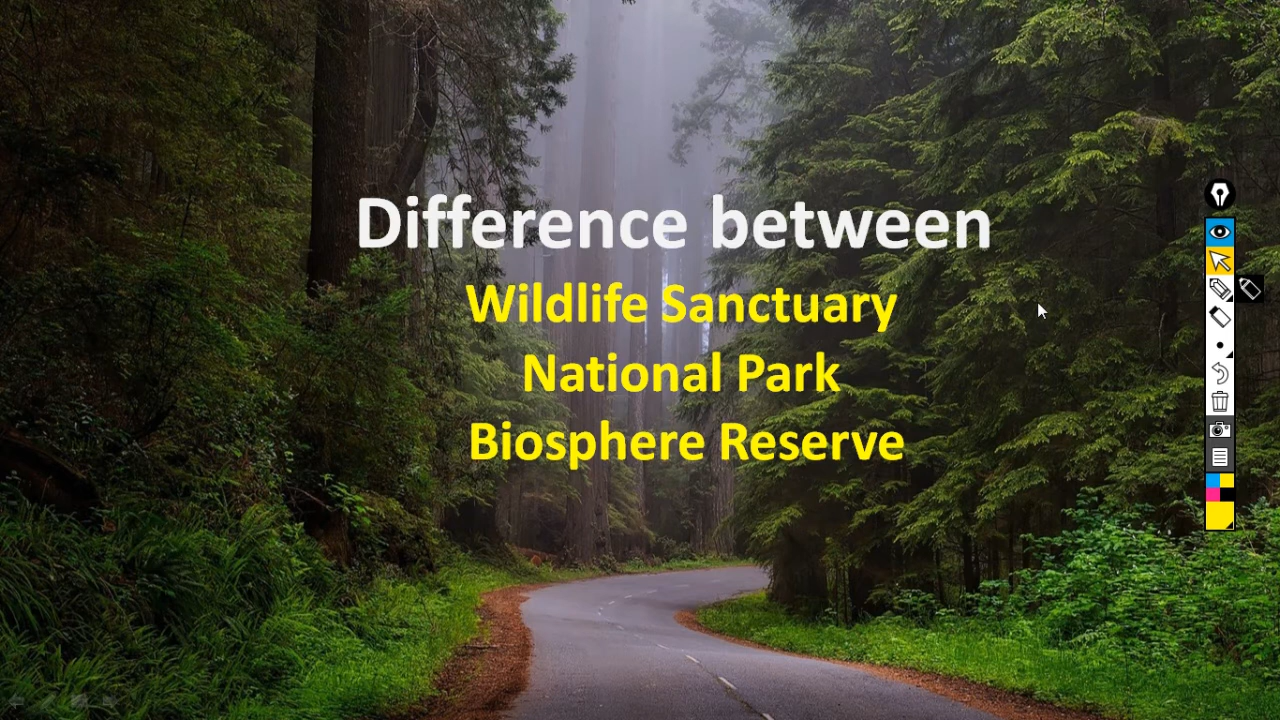 Difference between
Wildlife Sanctuary
National Park
Biosphere Reserve